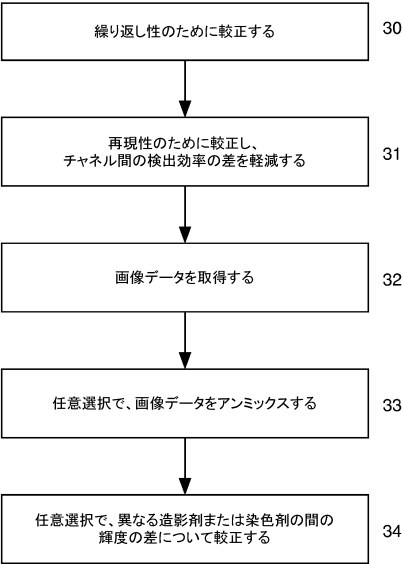 繰り返し性のために較正する
30
再現性のために較正し、
チャネル間の検出効率の差を軽減する
31
画像データを取得する
32
任意選択で、画像データをアンミックスする
33
任意選択で、異なる造影剤または染色剤の間の
輝度の差について較正する
34